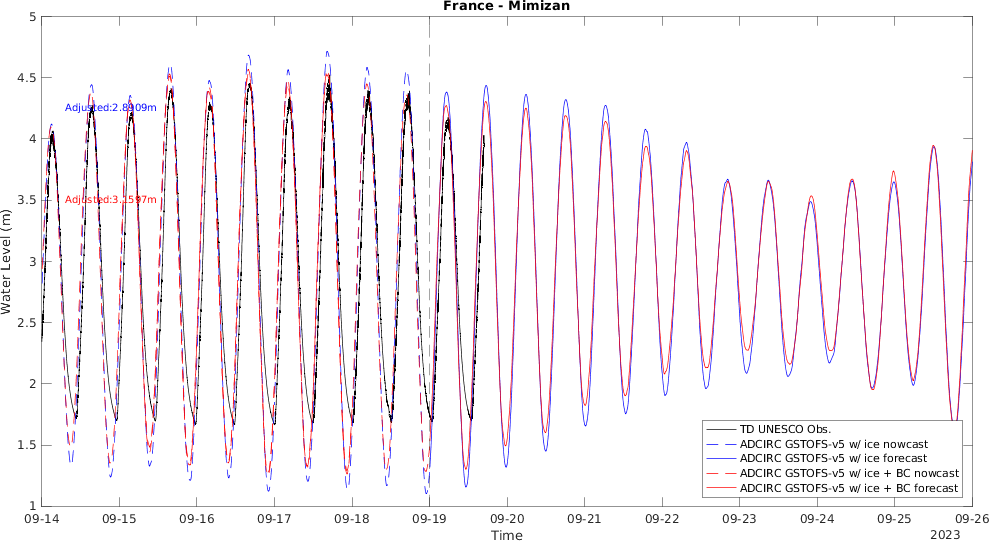 France - Mimizan
5
4.5
4
3.5
3
2.5
2
1.5
1
Water Level (m)
Adjusted:2.8909m
Adjusted:3.1597m
TD UNESCO Obs.
ADCIRC GSTOFS-v5 w/ ice nowcast
ADCIRC GSTOFS-v5 w/ ice forecast
ADCIRC GSTOFS-v5 w/ ice + BC nowcast
ADCIRC GSTOFS-v5 w/ ice + BC forecast
09-14 09-15 09-16 09-17 09-18 09-19 09-20 09-21 09-22 09-23 09-24 09-25 09-26
Time
2023